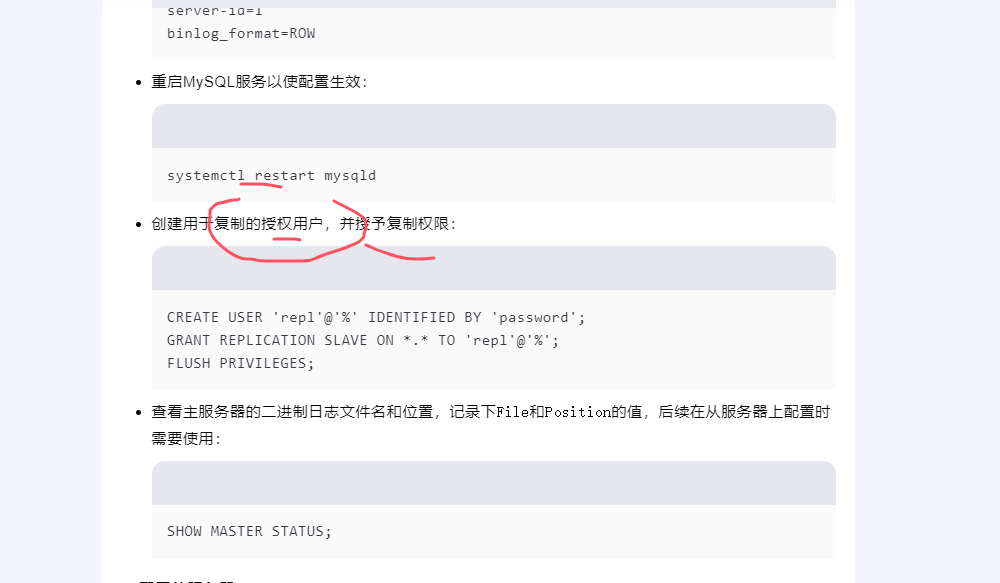 server-id=1
binlog_format=ROW
重启MySQL服务以使配置生效：
systemctl restart mysqld
创建用于复制的授权用户，并授予复制权限：
CREATE USER 'repl'@'%' IDENTIFIED BY 'password';
GRANT REPLICATION SLAVE ON *.* TO 'repl'@'%';
FLUSH PRIVILEGES;
查看主服务器的二进制日志文件名和位置，记录下File和Position的值，后续在从服务器上配置时
需要使用：
SHOW MASTER STATUS;